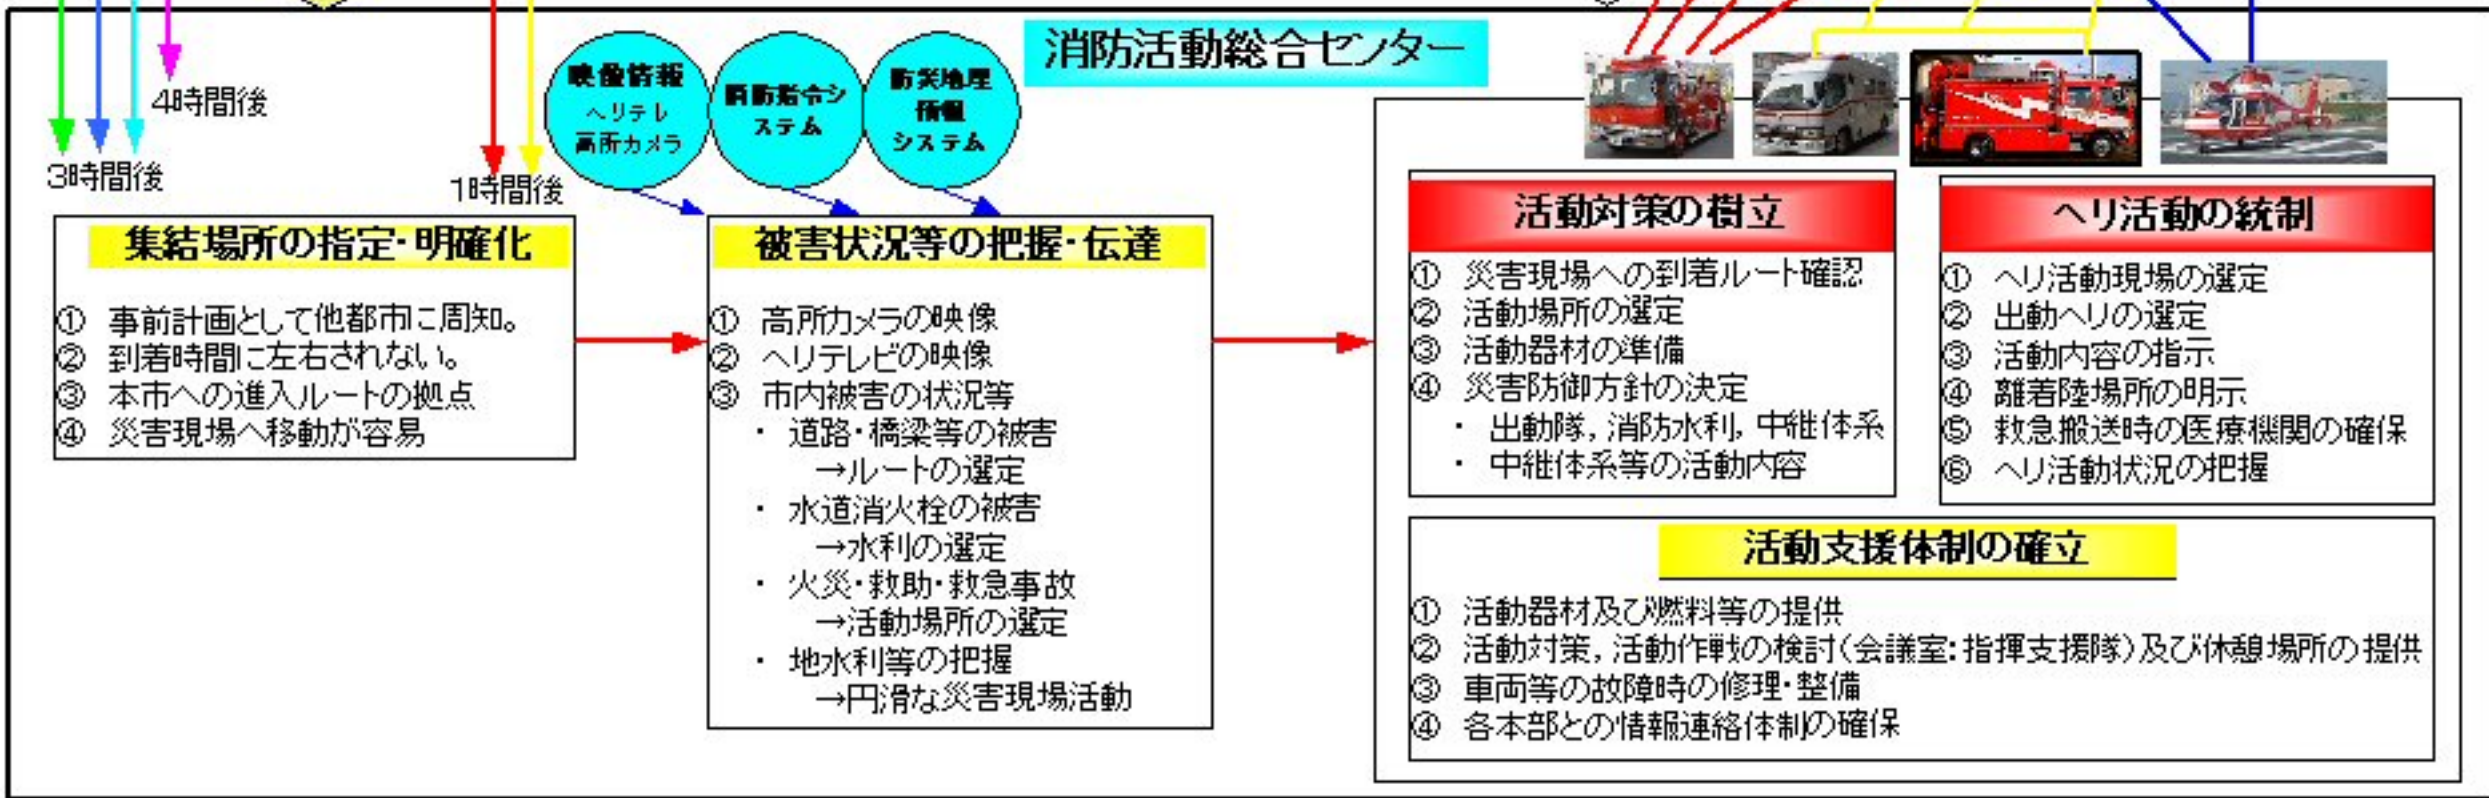 消防活動総合センター
4時間後
3時間後
1時間後
映像情報
ヘリテレ
高所カメラ
消防指令シ
ステム
防災地理
情報
システム
集結場所の指定・明確化
① 事前計画として他都市に周知。
② 到着時間に左右されない。
③ 本市への進入ルートの拠点
④ 災害現場へ移動が容易
被害状況等の把握・伝達
① 高所カメラの映像
② ヘリテレビの映像
③ 市内被害の状況等
・ 道路・橋梁等の被害
→ルートの選定
・ 水道消火栓の被害
→水利の選定
・ 火災・救助・救急事故
→活動場所の選定
・ 地水利等の把握
→円滑な災害現場活動
活動対策の樹立
① 災害現場への到着ルート確認
② 活動場所の選定
③ 活動器材の準備
④ 災害防御方針の決定
・ 出動隊，消防水利，中継体系
・ 中継体系等の活動内容
ヘリ活動の統制
① ヘリ活動現場の選定
② 出動ヘリの選定
③ 活動内容の指示
④ 離着陸場所の明示
⑤ 救急搬送時の医療機関の確保
⑥ ヘリ活動状況の把握
活動支援体制の確立
① 活動器材及び燃料等の提供
② 活動対策，活動作戦の検討（会議室：指揮支援隊）及び休憩場所の提供
③ 車両等の故障時の修理・整備
④ 各本部との情報連絡体制の確保